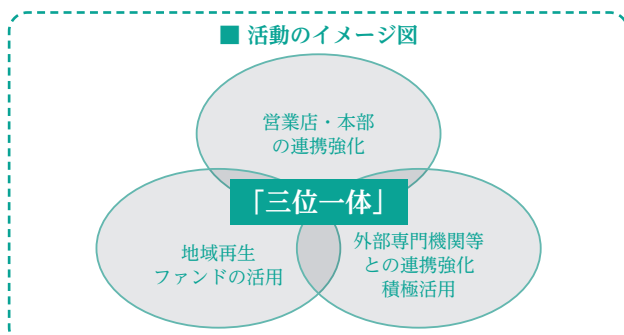 ■ 活動のイメージ図
営業店・本部
の連携強化
「三位一体」
地域再生
ファンドの活用
外部専門機関等
との連携強化
積極活用